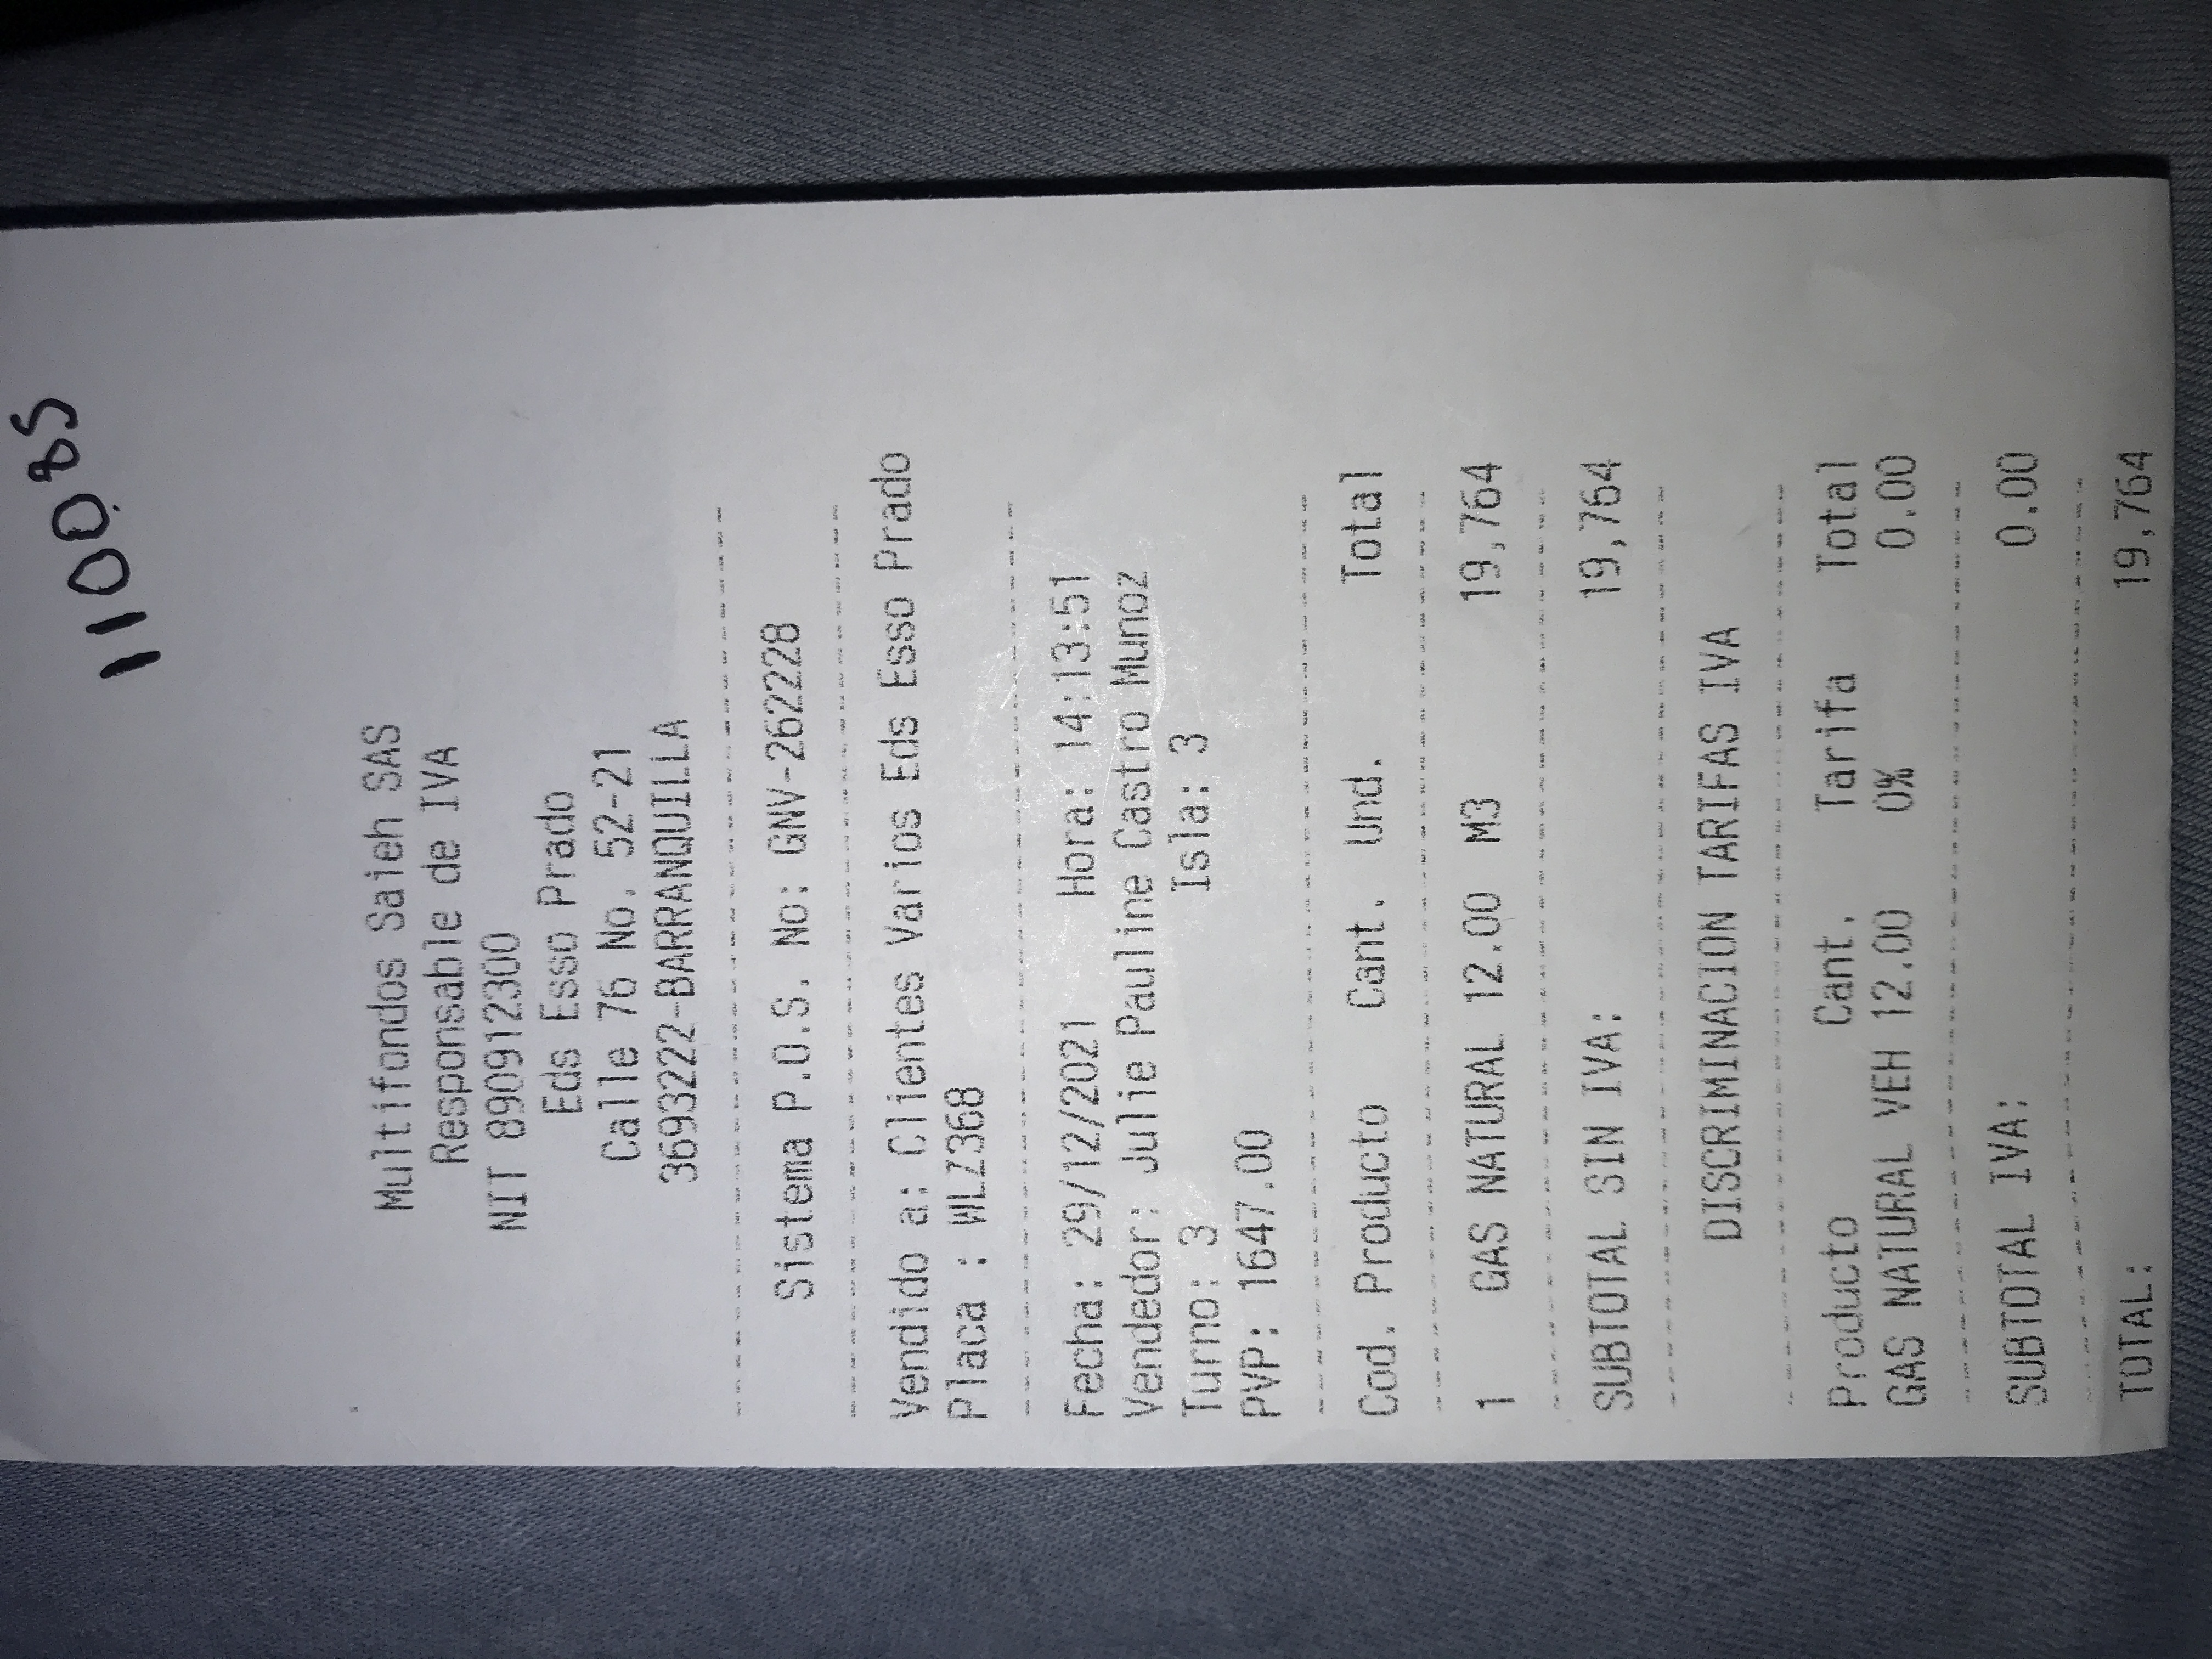 110085
Multifondos Saieh SAS
Responsable de IVA
NIT 890912300
Eds Esso Prado
Calle 76 No. 52-21
3693222-BARRANQUILLA
Sistema P.O.S. No: GNV-262228
Vendido a: Clientes Varios Eds Esso Prado
Placa : WLZ368
Fecha: 29/12/2021 Hora: 14:13:51
Vendedor: Julie Pauline Castro Munoz
Turno: 3 Isla: 3
PVP: 1647.00
Cod. Producto Cant. Und. Total
1 GAS NATURAL 12.00 M3 19,764
SUBTOTAL SIN IVA: 19,764
DISCRIMINACION TARIFAS IVA
Producto Cant. Tarifa Total
GAS NATURAL VEH 12.00 0% 0.00
SUBTOTAL IVA: 0.00
TOTAL: 19,764